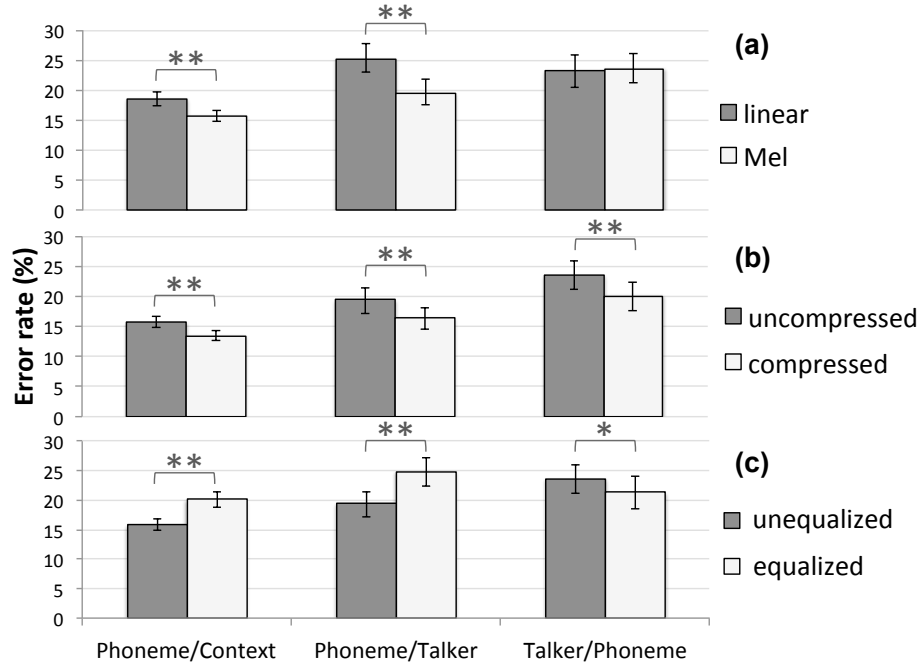 Error rate (%)
30
25
20
15
10
5
0
**
**
(a)
linear
Mel
30
25
20
15
10
5
0
**
**
**
(b)
uncompressed
compressed
30
25
20
15
10
5
0
**
**
*
(c)
unequalized
equalized
Phoneme/Context
Phoneme/Talker
Talker/Phoneme